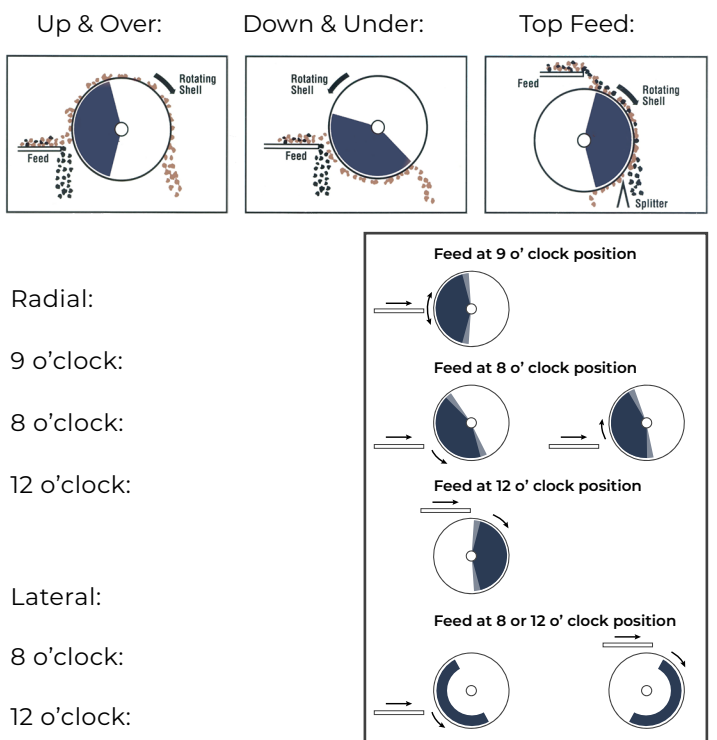 Up & Over:
Down & Under:
Top Feed:
Rotating
Shell
Feed
Rotating
Shell
Feed
Feed
Rotating
Shell
Splitter
Radial:
9 o’clock:
8 o’clock:
12 o’clock:
Lateral:
8 o’clock:
12 o’clock:
Feed at 9 o’ clock position
Feed at 8 o’ clock position
Feed at 12 o’ clock position
Feed at 8 or 12 o’ clock position